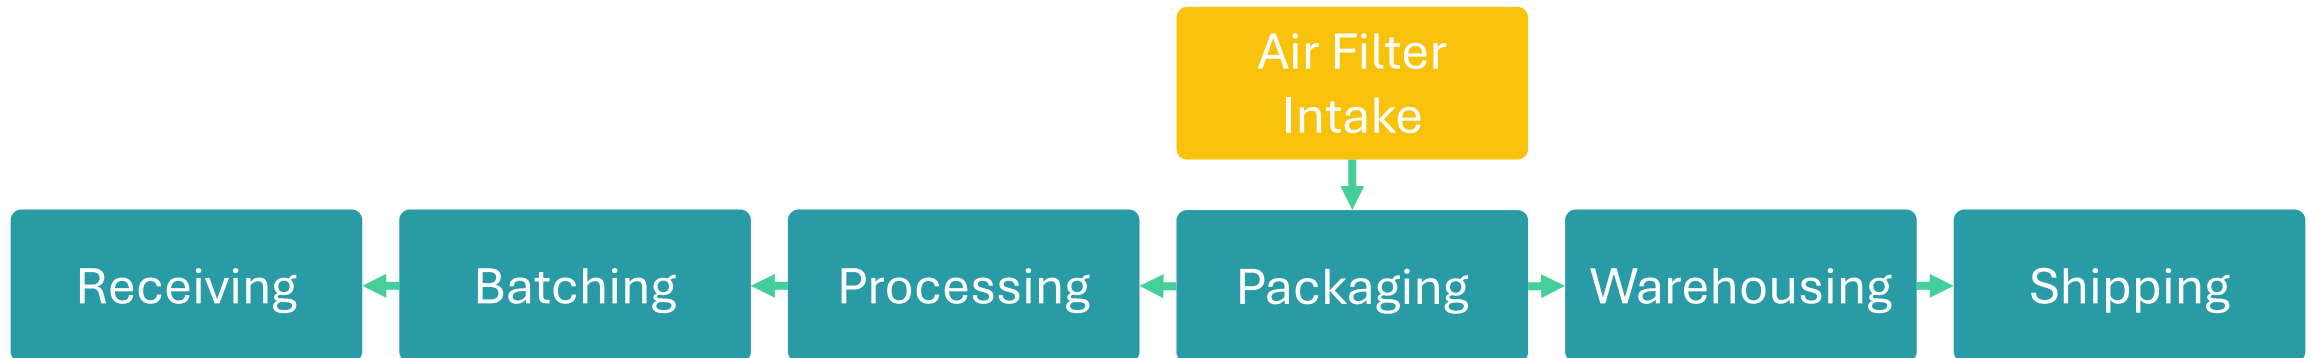 Air Filter
Intake
Receiving
Batching
Processing
Packaging
Warehousing
Shipping